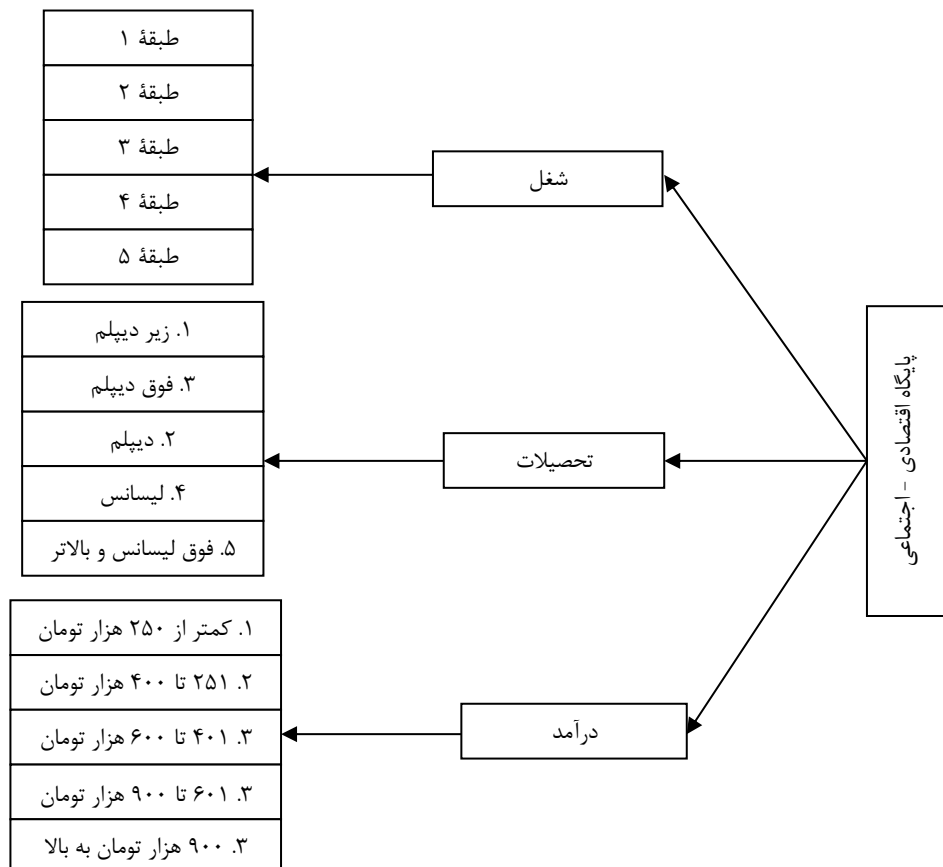 پایگاه اقتصادی - اجتماعی
شغل
طبقهٔ ۱
طبقهٔ ۲
طبقهٔ ۳
طبقهٔ ۴
طبقهٔ ۵
تحصیلات
۱. زیر دیپلم
۳. فوق دیپلم
۲. دیپلم
۴. لیسانس
۵. فوق لیسانس و بالاتر
درآمد
۱. کمتر از ۲۵۰ هزار تومان
۲. ۲۵۱ تا ۴۰۰ هزار تومان
۳. ۴۰۱ تا ۶۰۰ هزار تومان
۳. ۶۰۱ تا ۹۰۰ هزار تومان
۳. ۹۰۰ هزار تومان به بالا